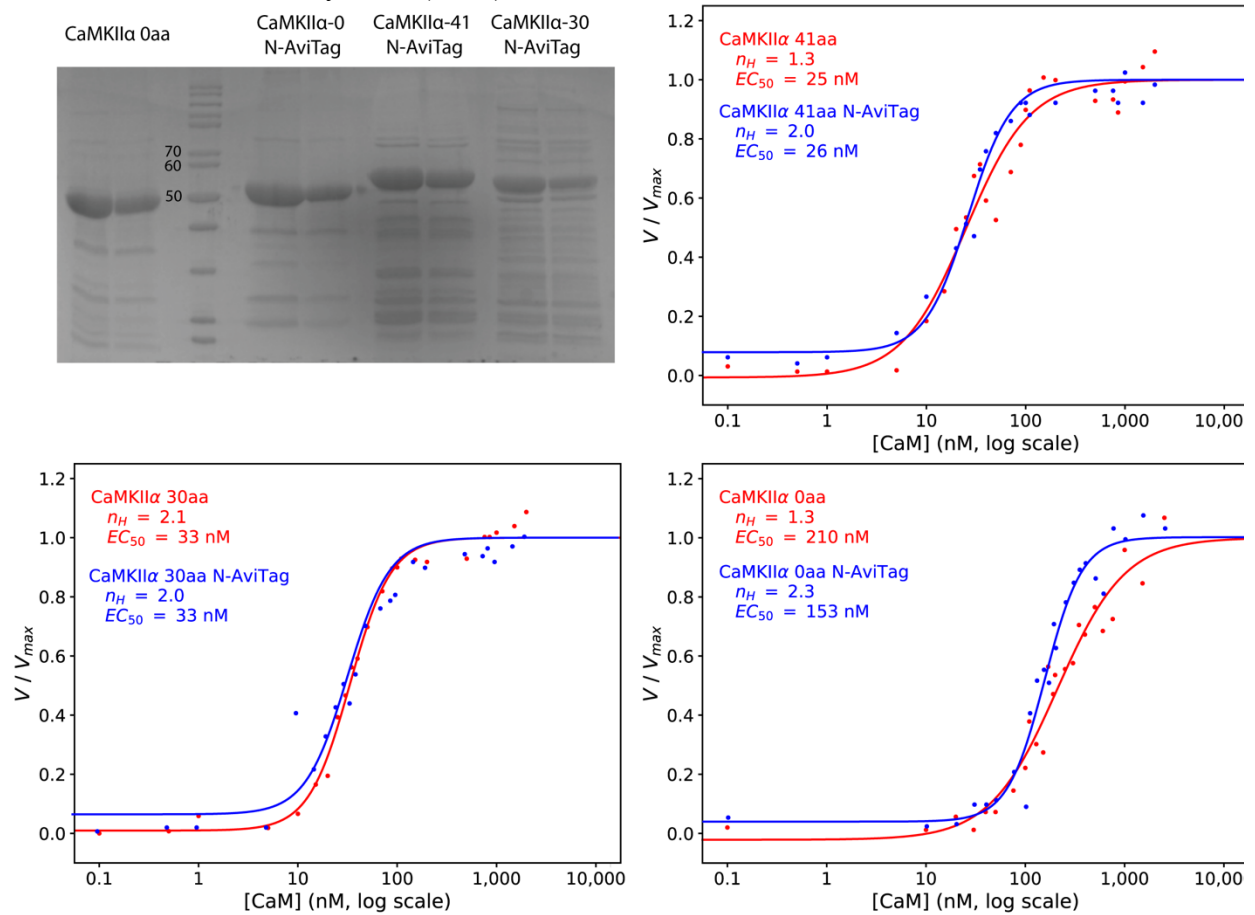 CaMKIIα 0aa
CaMKIIα-0
N-AviTag
CaMKIIα-41
N-AviTag
CaMKIIα-30
N-AviTag
70
60
50
CaMKIIα 41aa
n_H = 1.3
EC_50 = 25 nM
CaMKIIα 41aa N-AviTag
n_H = 2.0
EC_50 = 26 nM
1.2
1.0
0.8
0.6
0.4
0.2
0.0
V / V_max
0.1 1 10 100 1,000 10,00
[CaM] (nM, log scale)
CaMKIIα 30aa
n_H = 2.1
EC_50 = 33 nM
CaMKIIα 30aa N-AviTag
n_H = 2.0
EC_50 = 33 nM
1.2
1.0
0.8
0.6
0.4
0.2
0.0
V / V_max
0.1 1 10 100 1,000 10,000
[CaM] (nM, log scale)
CaMKIIα 0aa
n_H = 1.3
EC_50 = 210 nM
CaMKIIα 0aa N-AviTag
n_H = 2.3
EC_50 = 153 nM
1.2
1.0
0.8
0.6
0.4
0.2
0.0
V / V_max
0.1 1 10 100 1,000 10,00
[CaM] (nM, log scale)